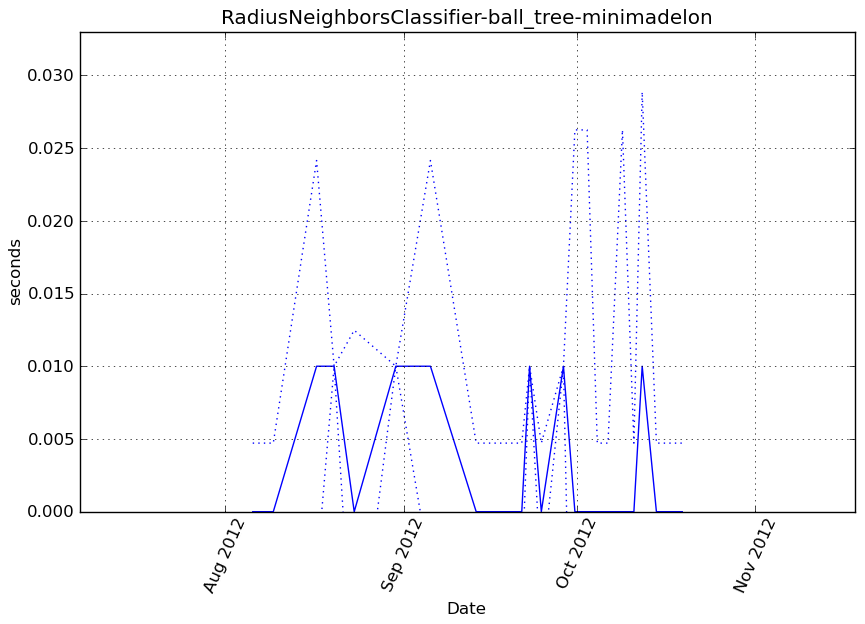 RadiusNeighborsClassifier-ball_tree-minimadelon
0.030
0.025
0.020
0.015
0.010
0.005
0.000
seconds
Aug 2012
Sep 2012
Oct 2012
Nov 2012
Date